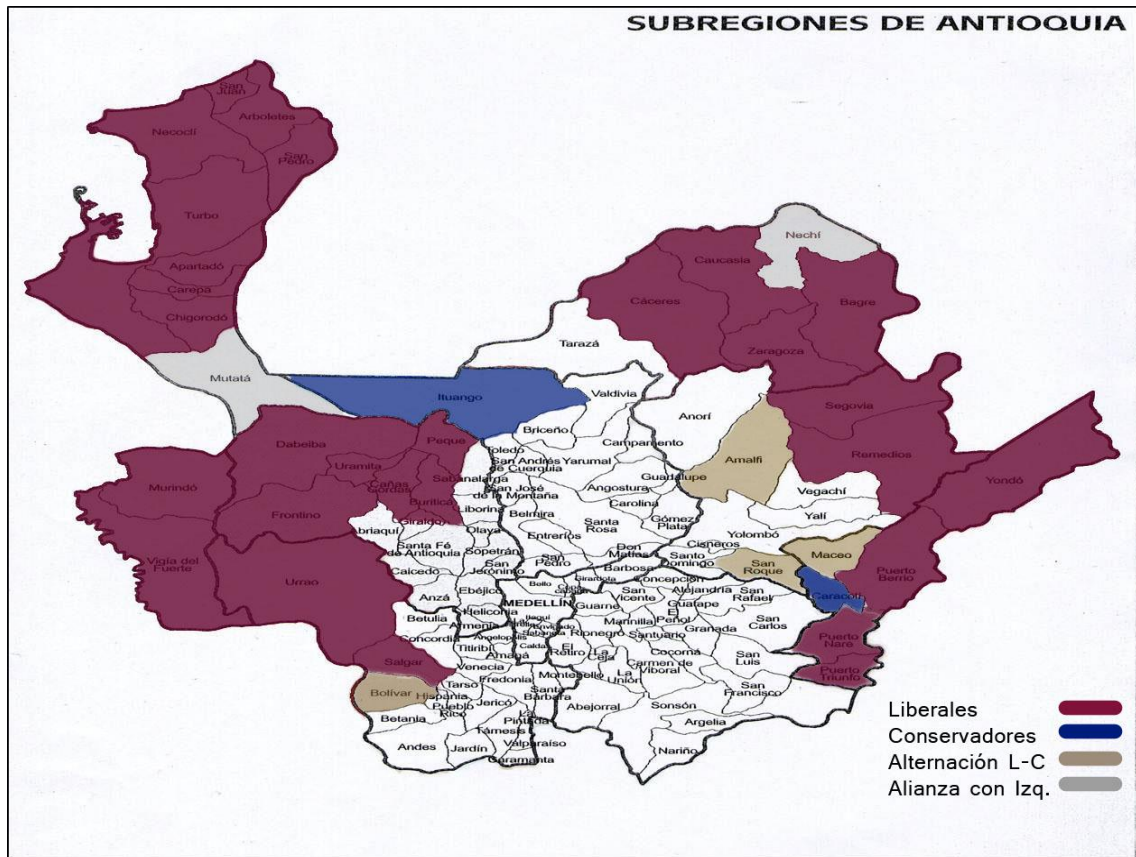 SUBREGIONES DE ANTIOQUIA
San
Juan
Arboletes
Necoclí
San
Pedro
Turbo
Apartadó
Carepa
Chigorodó
Mutatá
Nechí
Caucasia
Cáceres
Bagre
Zaragoza
Tarazá
Ituango
Valdivia
Anorí
Segovia
Briceño
Dabeiba
Peque
Toledo
Campamento
Amalfi
Remedios
Uramita
San Andrés
de Cuerquia
Yarumal
Sabanalarga
Guadalupe
Murindó
Cañas
Gordas
San José
de la Montaña
Angostura
Vegachí
Yondó
Buriticá
Liborina
Carolina
Frontino
Giraldo
Belmira
Gómez
Plata
Yalí
Abriaquí
Olaya
Santa
Rosa
Entrerríos
Yolombó
Cisneros
Santa Fé
de Antioquia
Sopetrán
Don
Matías
Santo
Domingo
Maceo
Vigía del
Fuerte
Caicedo
San
Jerónimo
San
Pedro
Barbosa
San
Roque
Puerto
Berrio
Urrao
Ebéjico
Bello
Girardota
Concepción
Alejandría
San
Rafael
Caracolí
Anzá
MEDELLÍN
Guarne
San
Vicente
Guatape
El
Peñol
San
Carlos
Betulia
Heliconia
Armenia
Itagui
Marinilla
Granada
Concordia
Angelópolis
Rionegro
Santuario
Puerto
Nare
Titiribí
Amagá
Caldas
El
Retiro
La
Ceja
Cocorná
San
Luis
Salgar
Venecia
Fredonia
Montebello
La
Unión
Carmen de
Viboral
Puerto
Triunfo
Bolívar
Hispania
Tarso
Santa
Bárbara
San
Francisco
Pueblo
Rico
Jericó
Abejorral
Sonsón
Betania
La
Pintada
Argelia
Támesis
Andes
Jardín
Valparaíso
Caramanta
Nariño
Liberales
Conservadores
Alternación L-C
Alianza con Izq.